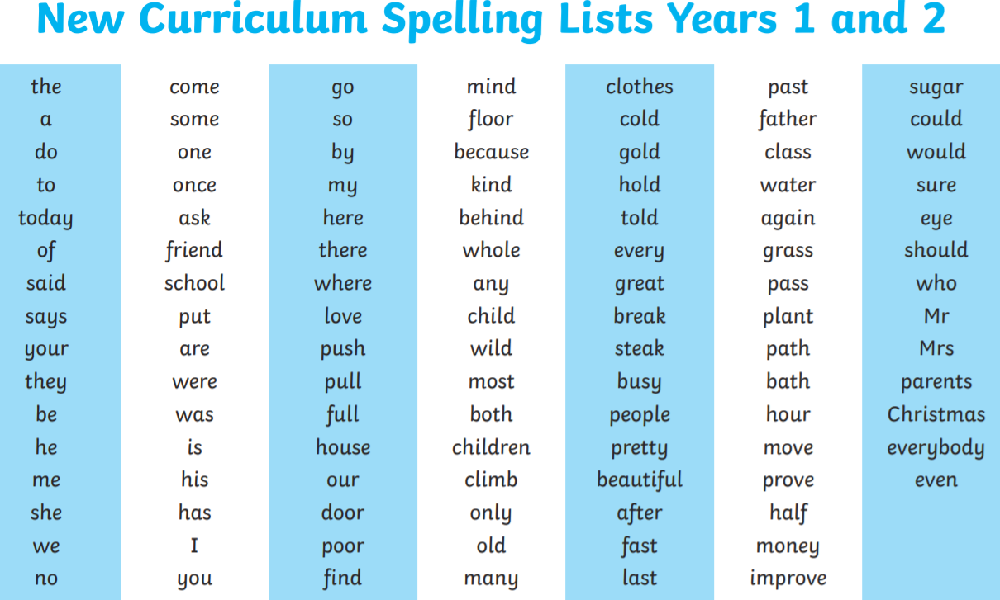 New Curriculum Spelling Lists Years 1 and 2
the come go mind clothes past sugar
a some so floor cold father could
do one by because gold class would
to once my kind hold water sure
today ask here behind told again eye
of friend there whole every grass should
said school where any great pass who
says put love child break plant Mr
your are push wild steak path Mrs
they were pull most busy bath parents
be was full both people hour Christmas
he is house children pretty move everybody
me his our climb beautiful prove even
she has door only after half
we I poor old fast money
no you find many last improve